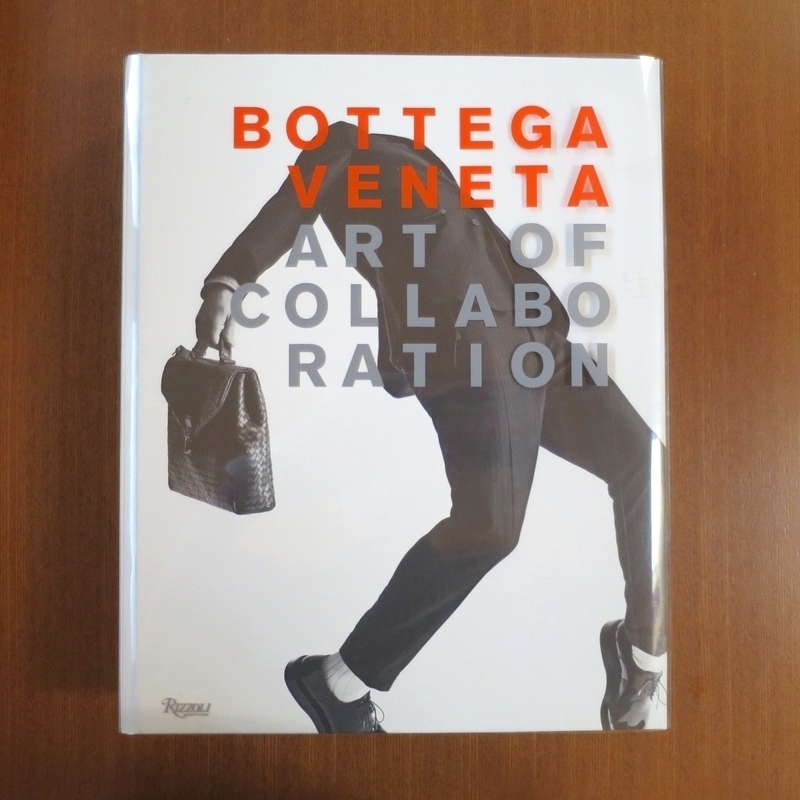 BOTTEGA
VENETA
ART OF
COLLABO
RATION
RIZZOLI